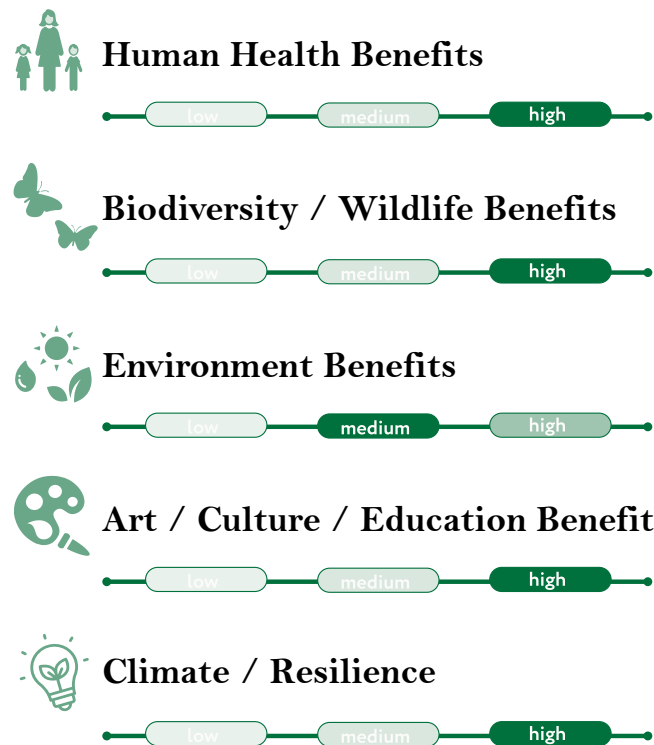 Human Health Benefits
low medium high
Biodiversity / Wildlife Benefits
low medium high
Environment Benefits
low medium high
Art / Culture / Education Benefit
low medium high
Climate / Resilience
low medium high